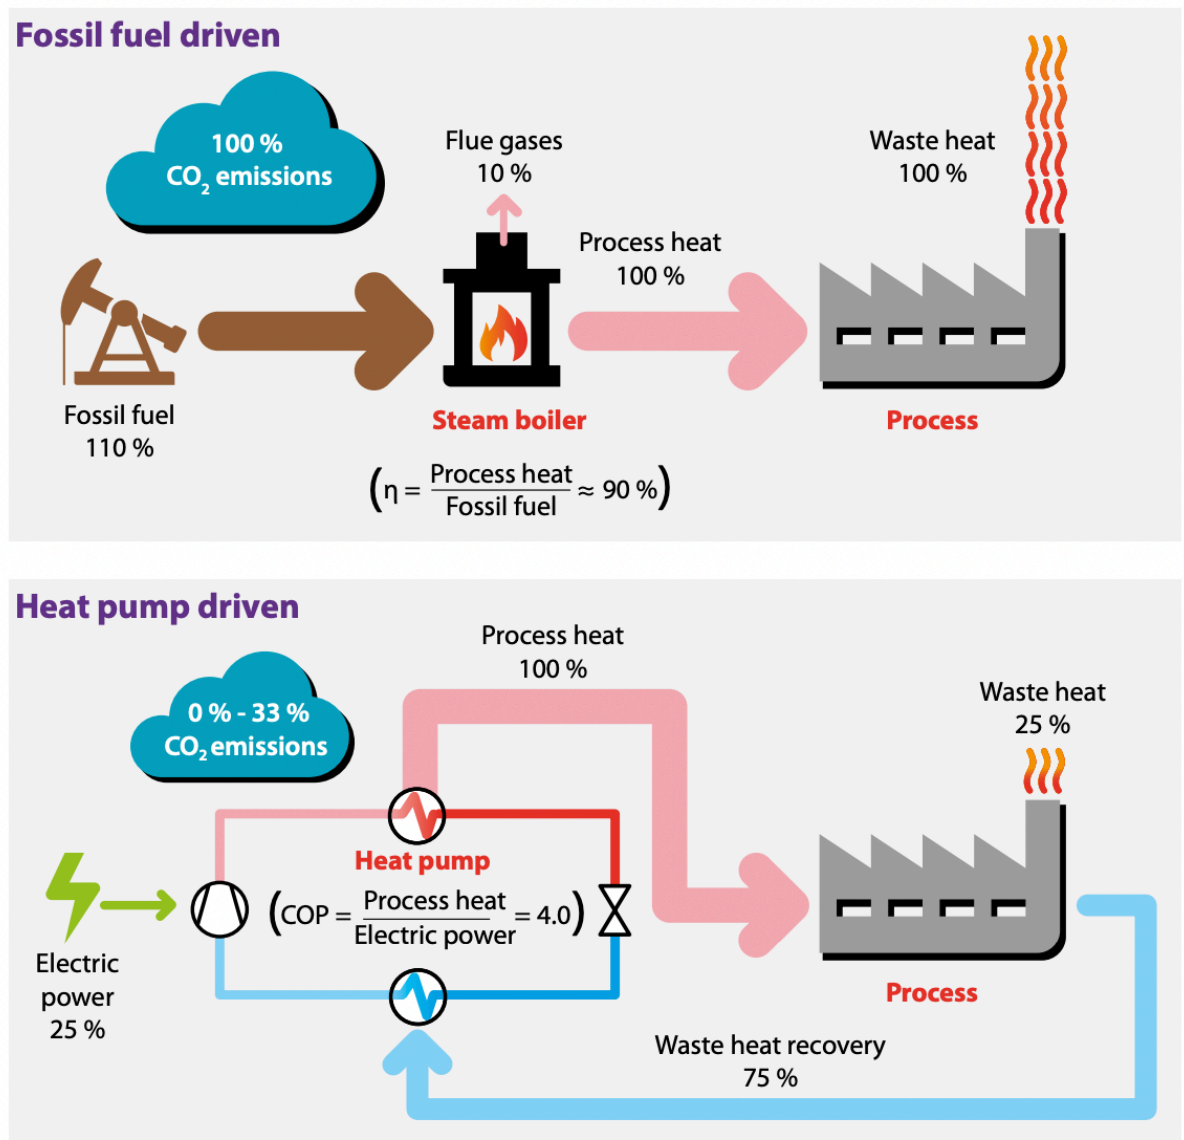 Fossil fuel driven
100 %
CO₂ emissions
Flue gases
10 %
Waste heat
100 %
Process heat
100 %
Fossil fuel
110 %
Steam boiler
Process
(η = Process heat / Fossil fuel ≈ 90 %)
Heat pump driven
Process heat
100 %
0 % - 33 %
CO₂ emissions
Waste heat
25 %
Heat pump
(COP = Process heat / Electric power = 4.0)
Electric
power
25 %
Process
Waste heat recovery
75 %